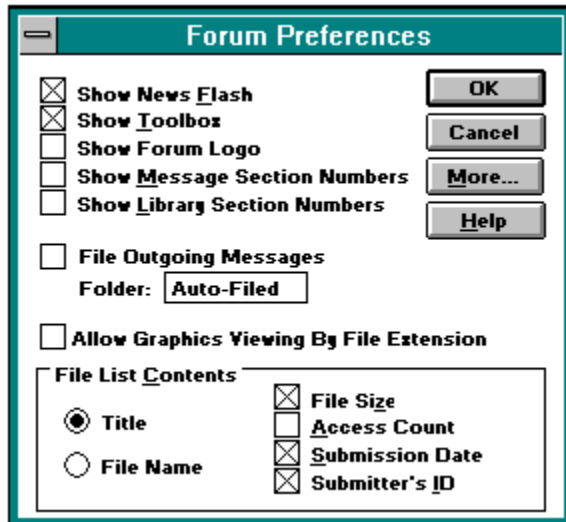 Forum Preferences
Show News Flash
Show Toolbox
Show Forum Logo
Show Message Section Numbers
Show Library Section Numbers
OK
Cancel
More...
Help
File Outgoing Messages
Folder: Auto-Filed
Allow Graphics Viewing By File Extension
File List Contents
Title
File Name
File Size
Access Count
Submission Date
Submitter's ID